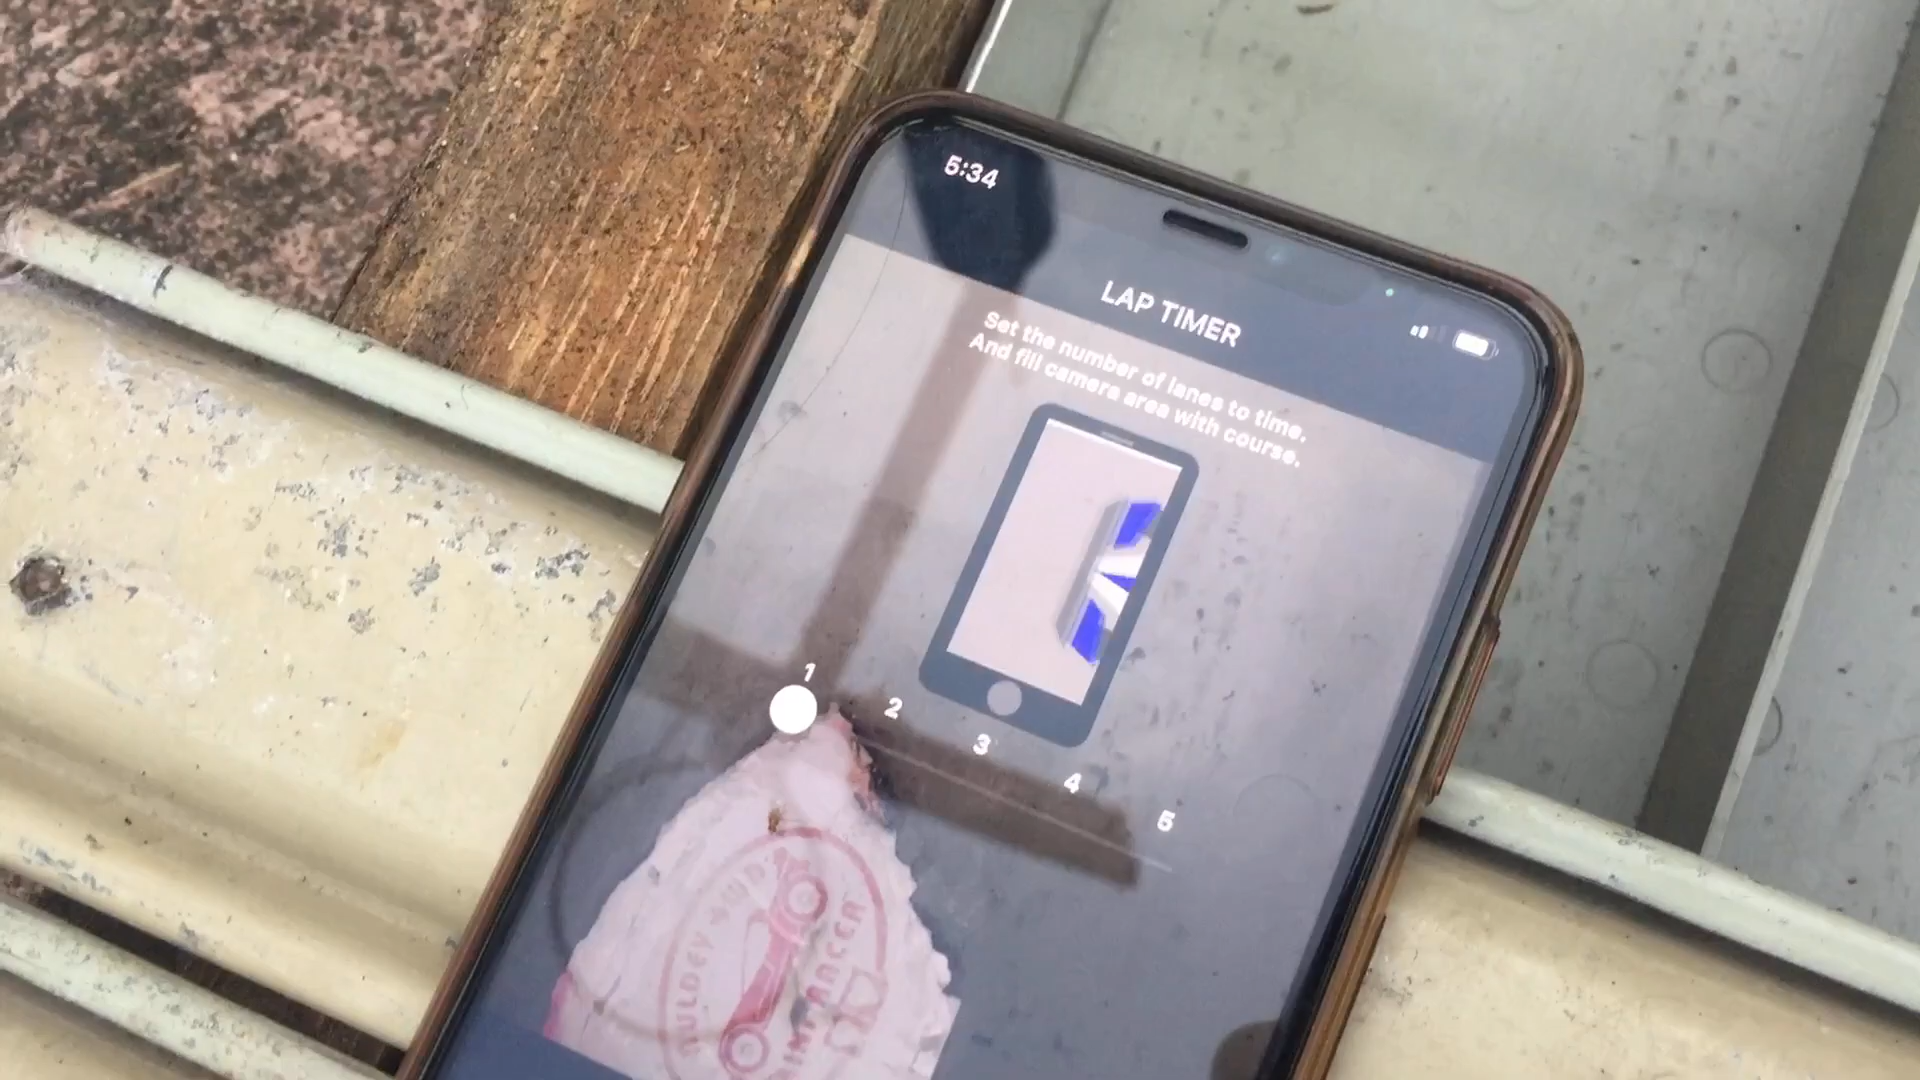 5:34
LAP TIMER
Set the number of lanes to time.
And fill camera area with course.
1
2
3
4
5
AULDEY